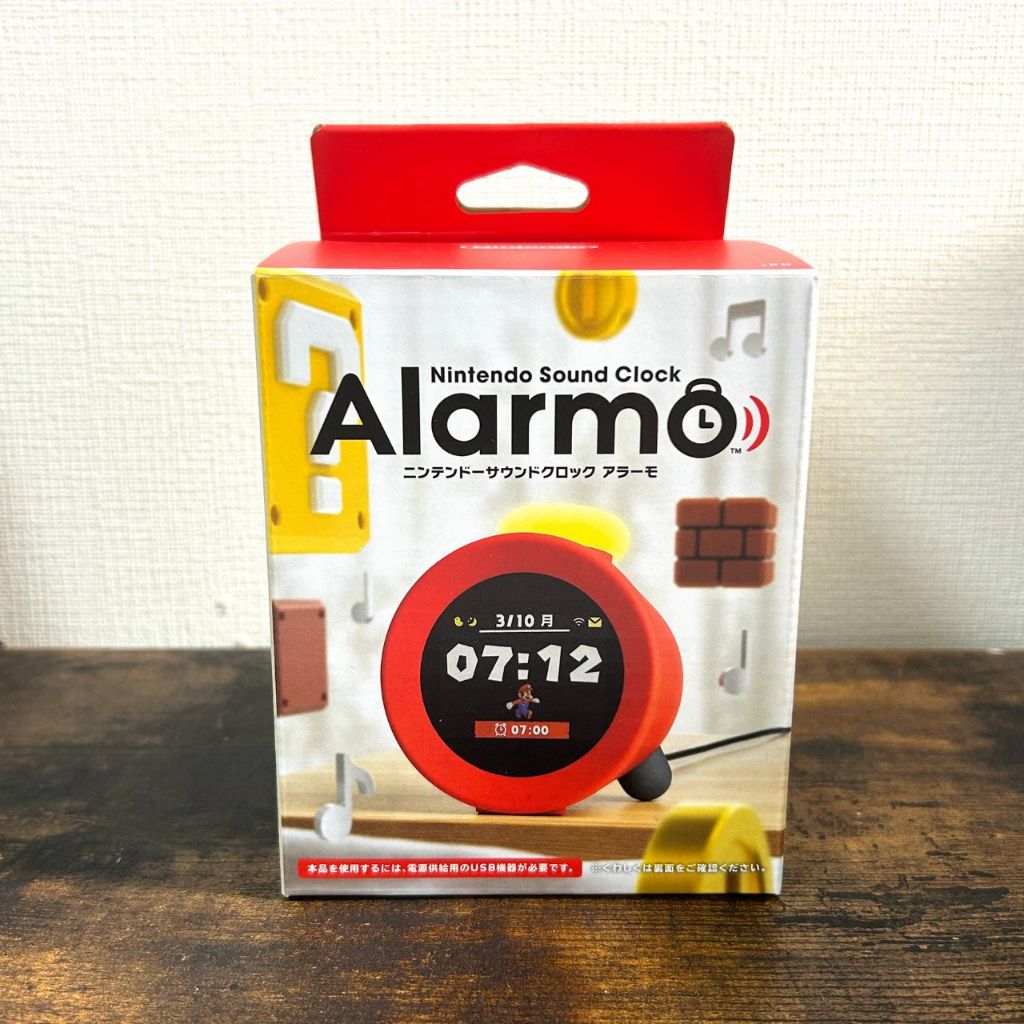 Nintendo Sound Clock
Alarmo
TM
ニンテンドーサウンドクロック アラーモ
3/10 月
07:12
07:00
本品を使用するには、電源供給用のUSB機器が必要です。
※くわしくは裏面をご確認ください。